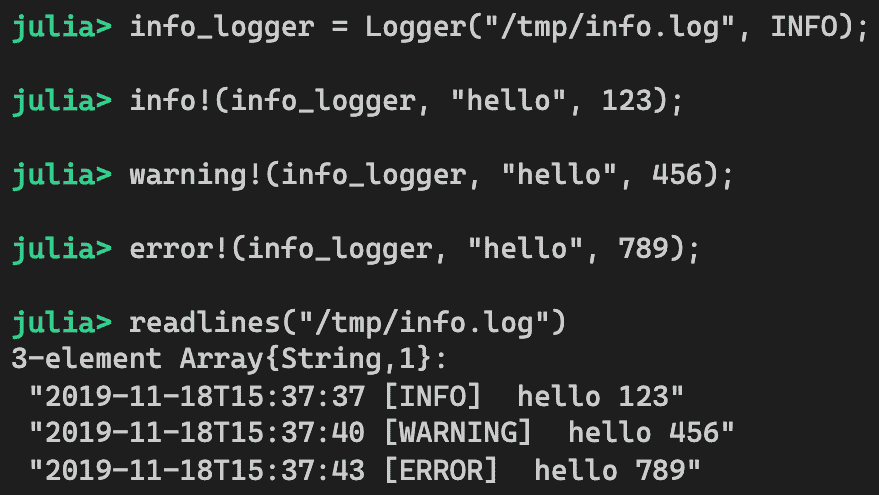 julia> info_logger = Logger("/tmp/info.log", INFO);
julia> info!(info_logger, "hello", 123);
julia> warning!(info_logger, "hello", 456);
julia> error!(info_logger, "hello", 789);
julia> readlines("/tmp/info.log")
3-element Array{String,1}:
 "2019-11-18T15:37:37 [INFO]  hello 123"
 "2019-11-18T15:37:40 [WARNING]  hello 456"
 "2019-11-18T15:37:43 [ERROR]  hello 789"